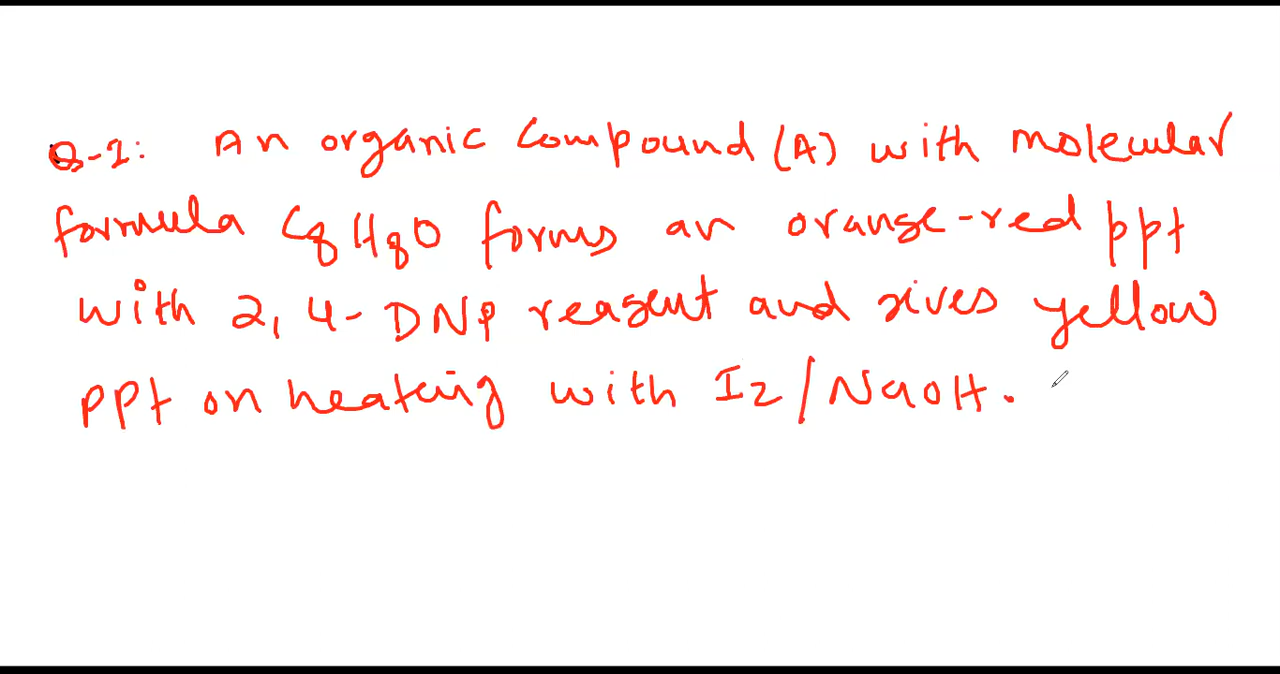 Q-1: An organic compound (A) with molecular
formula C8H8O forms an orange-red ppt
with 2,4-DNP reagent and gives yellow
ppt on heating with I2/NaOH.